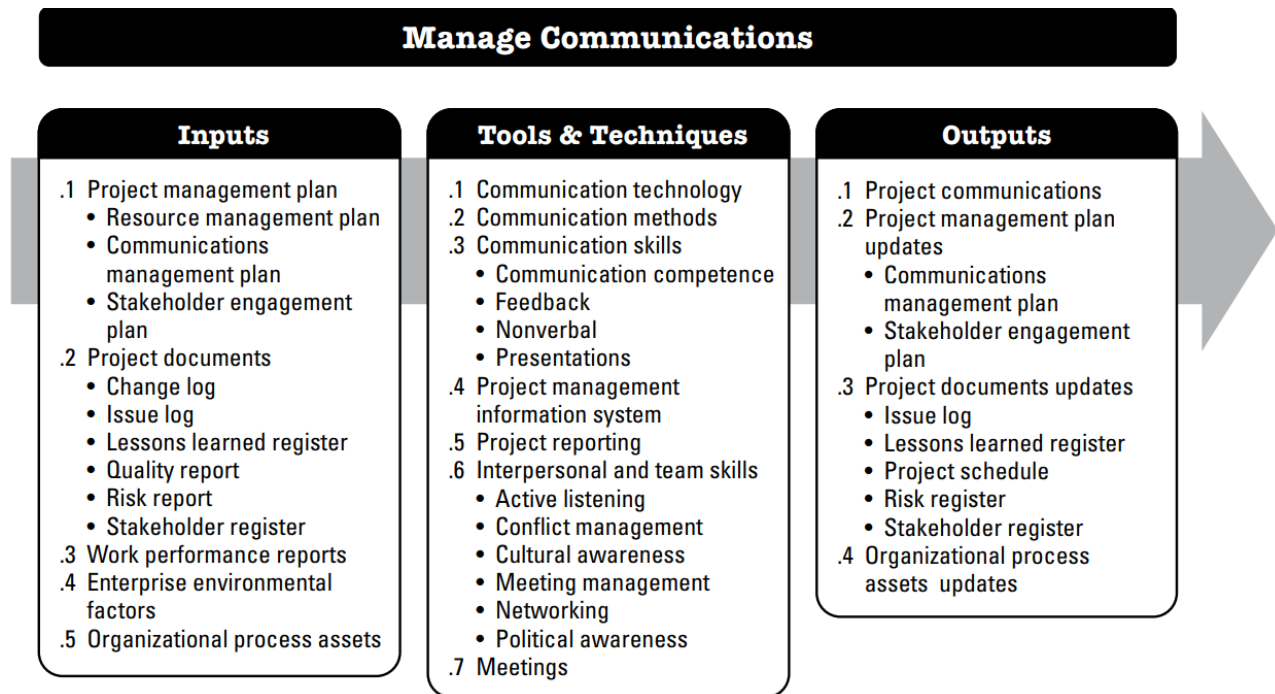 Manage Communications
Inputs
.1 Project management plan
• Resource management plan
• Communications
management plan
• Stakeholder engagement
plan
.2 Project documents
• Change log
• Issue log
• Lessons learned register
• Quality report
• Risk report
• Stakeholder register
.3 Work performance reports
.4 Enterprise environmental
factors
.5 Organizational process assets
Tools & Techniques
.1 Communication technology
.2 Communication methods
.3 Communication skills
• Communication competence
• Feedback
• Nonverbal
• Presentations
.4 Project management
information system
.5 Project reporting
.6 Interpersonal and team skills
• Active listening
• Conflict management
• Cultural awareness
• Meeting management
• Networking
• Political awareness
.7 Meetings
Outputs
.1 Project communications
.2 Project management plan
updates
• Communications
management plan
• Stakeholder engagement
plan
.3 Project documents updates
• Issue log
• Lessons learned register
• Project schedule
• Risk register
• Stakeholder register
.4 Organizational process
assets updates